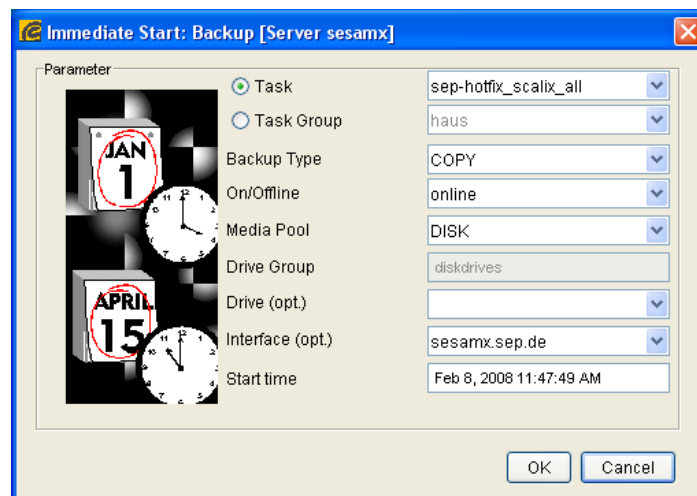 Immediate Start: Backup [Server sesamx]
Parameter
Task sep-hotfix_scalix_all
Task Group haus
Backup Type COPY
On/Offline online
Media Pool DISK
Drive Group diskdrives
Drive (opt.)
Interface (opt.) sesamx.sep.de
Start time Feb 8, 2008 11:47:49 AM
JAN
1
APRIL
15
OK Cancel